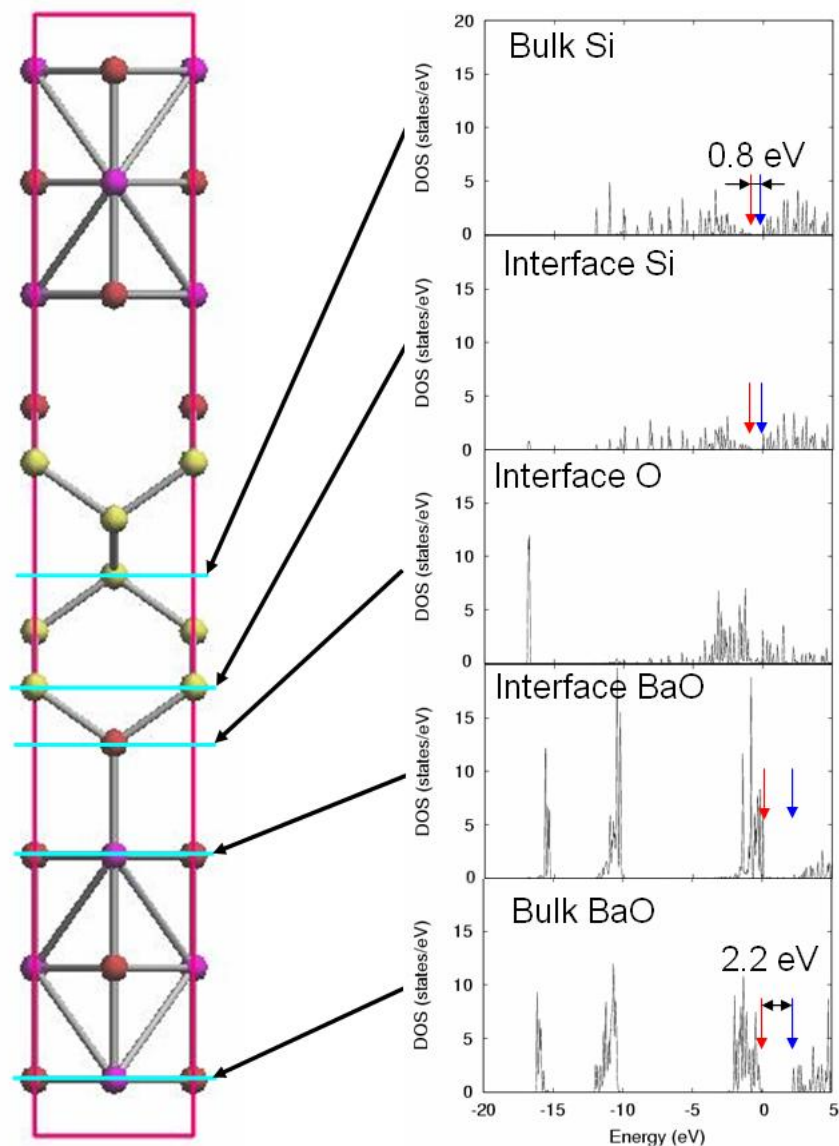 Bulk Si
DOS (states/eV)
20
15
10
5
0
0.8 eV
Interface Si
DOS (states/eV)
15
10
5
0
Interface O
DOS (states/eV)
15
10
5
0
Interface BaO
DOS (states/eV)
15
10
5
0
Bulk BaO
DOS (states/eV)
15
10
5
0
2.2 eV
-20 -15 -10 -5 0 5
Energy (eV)